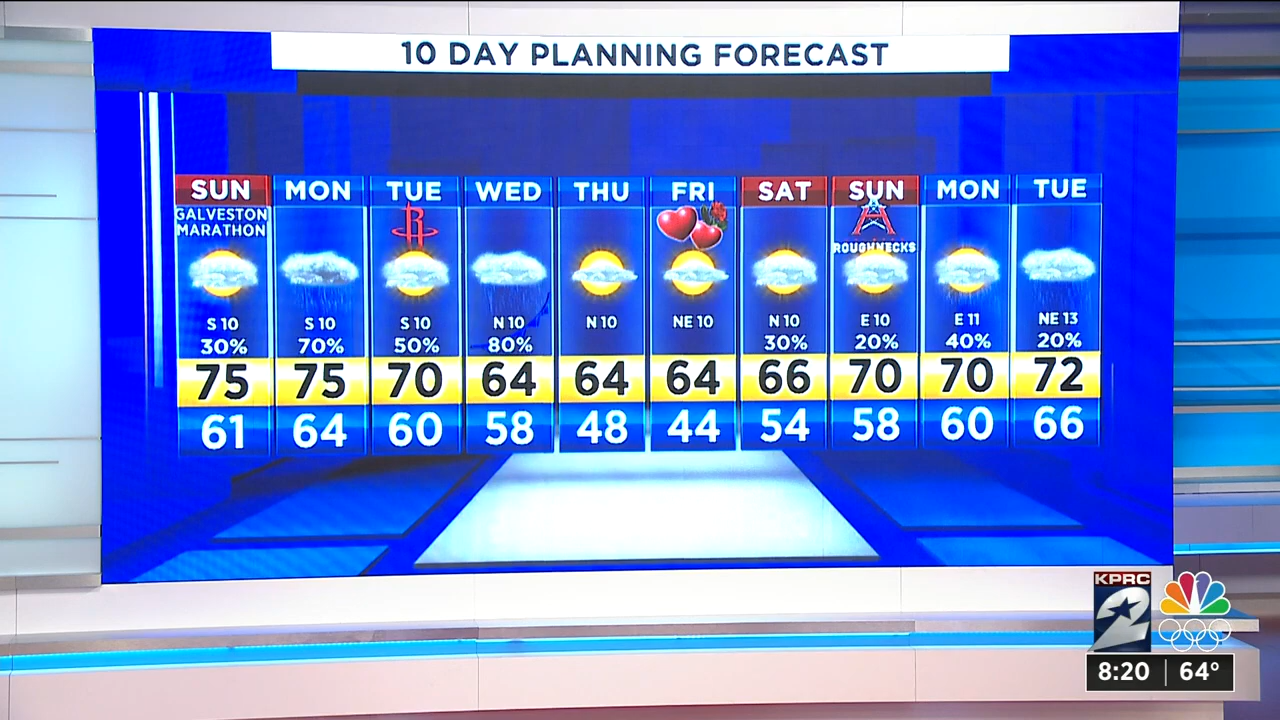 10 DAY PLANNING FORECAST
SUN MON TUE WED THU FRI SAT SUN MON TUE
GALVESTON
MARATHON
R
ROUGHNECKS
S 10 S 10 S 10 N 10 N 10 NE 10 N 10 E 10 E 11 NE 13
30% 70% 50% 80% 30% 20% 40% 20%
75 75 70 64 64 64 66 70 70 72
61 64 60 58 48 44 54 58 60 66
KPRC
2
8:20 64°